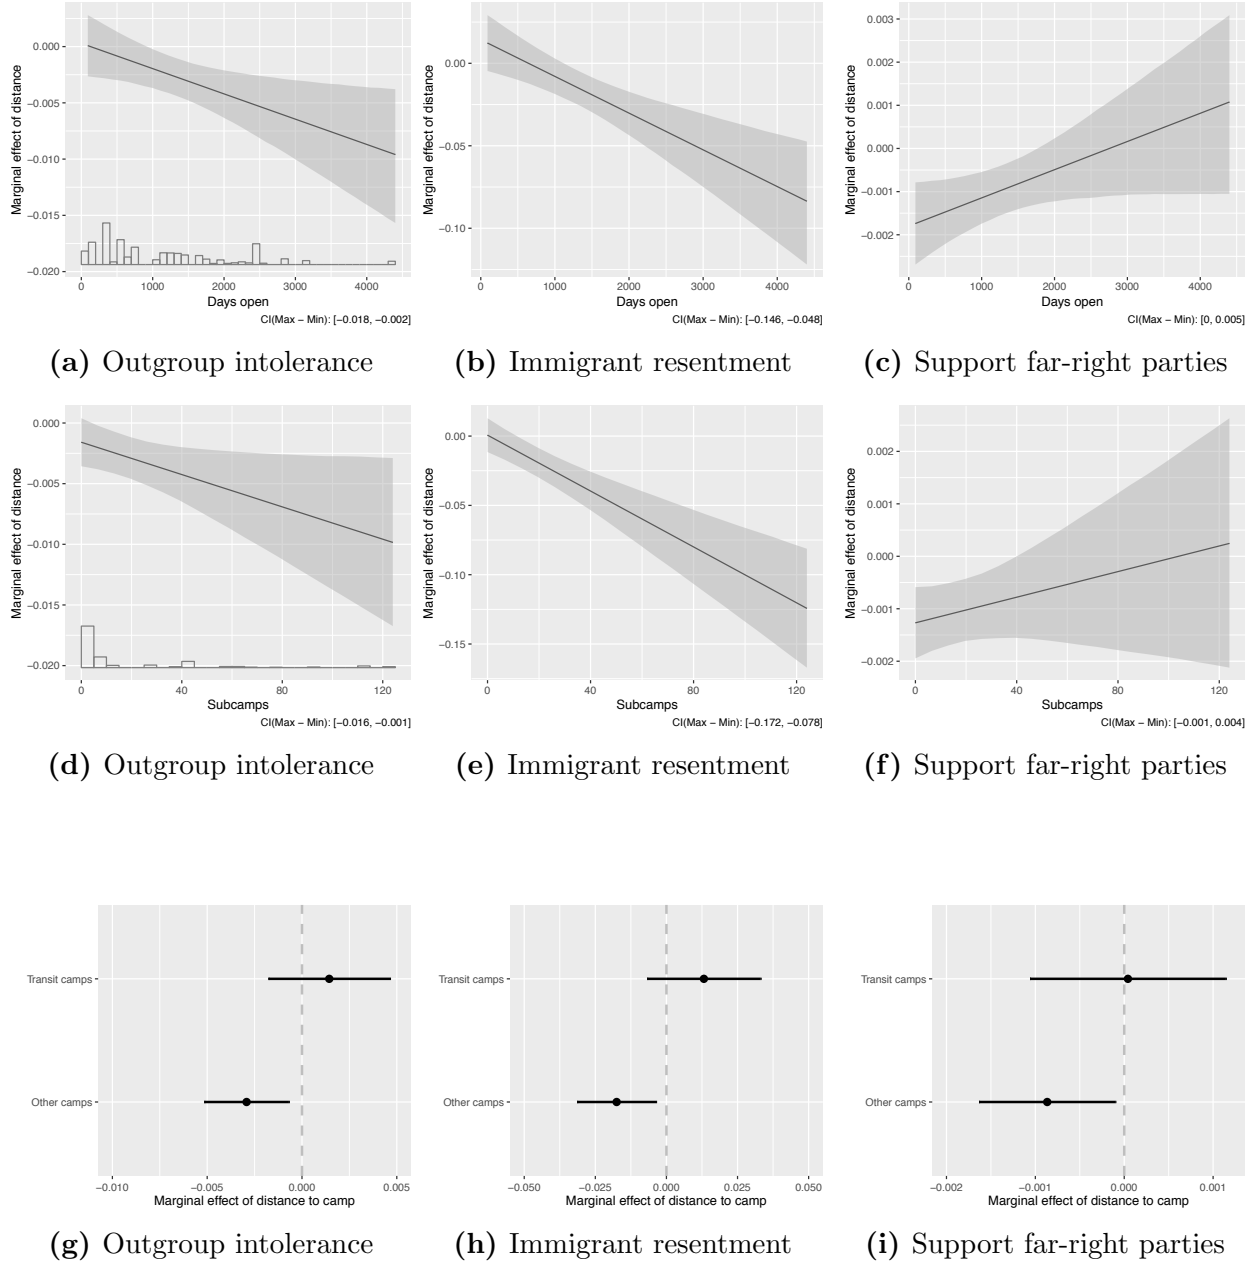 Marginal effect of distance
0.000
−0.005
−0.010
−0.015
−0.020
0 1000 2000 3000 4000
Days open
CI(Max − Min): [−0.018, −0.002]
(a) Outgroup intolerance
Marginal effect of distance
0.00
−0.05
−0.10
0 1000 2000 3000 4000
Days open
CI(Max − Min): [−0.146, −0.048]
(b) Immigrant resentment
Marginal effect of distance
0.003
0.002
0.001
0.000
−0.001
−0.002
0 1000 2000 3000 4000
Days open
CI(Max − Min): [0, 0.005]
(c) Support far-right parties
Marginal effect of distance
0.000
−0.005
−0.010
−0.015
−0.020
0 40 80 120
Subcamps
CI(Max − Min): [−0.016, −0.001]
(d) Outgroup intolerance
Marginal effect of distance
0.00
−0.05
−0.10
−0.15
0 40 80 120
Subcamps
CI(Max − Min): [−0.172, −0.078]
(e) Immigrant resentment
Marginal effect of distance
0.002
0.001
0.000
−0.001
−0.002
0 40 80 120
Subcamps
CI(Max − Min): [−0.001, 0.004]
(f) Support far-right parties
Transit camps
Other camps
−0.010 −0.005 0.000 0.005
Marginal effect of distance to camp
(g) Outgroup intolerance
Transit camps
Other camps
−0.050 −0.025 0.000 0.025 0.050
Marginal effect of distance to camp
(h) Immigrant resentment
Transit camps
Other camps
−0.002 −0.001 0.000 0.001
Marginal effect of distance to camp
(i) Support far-right parties